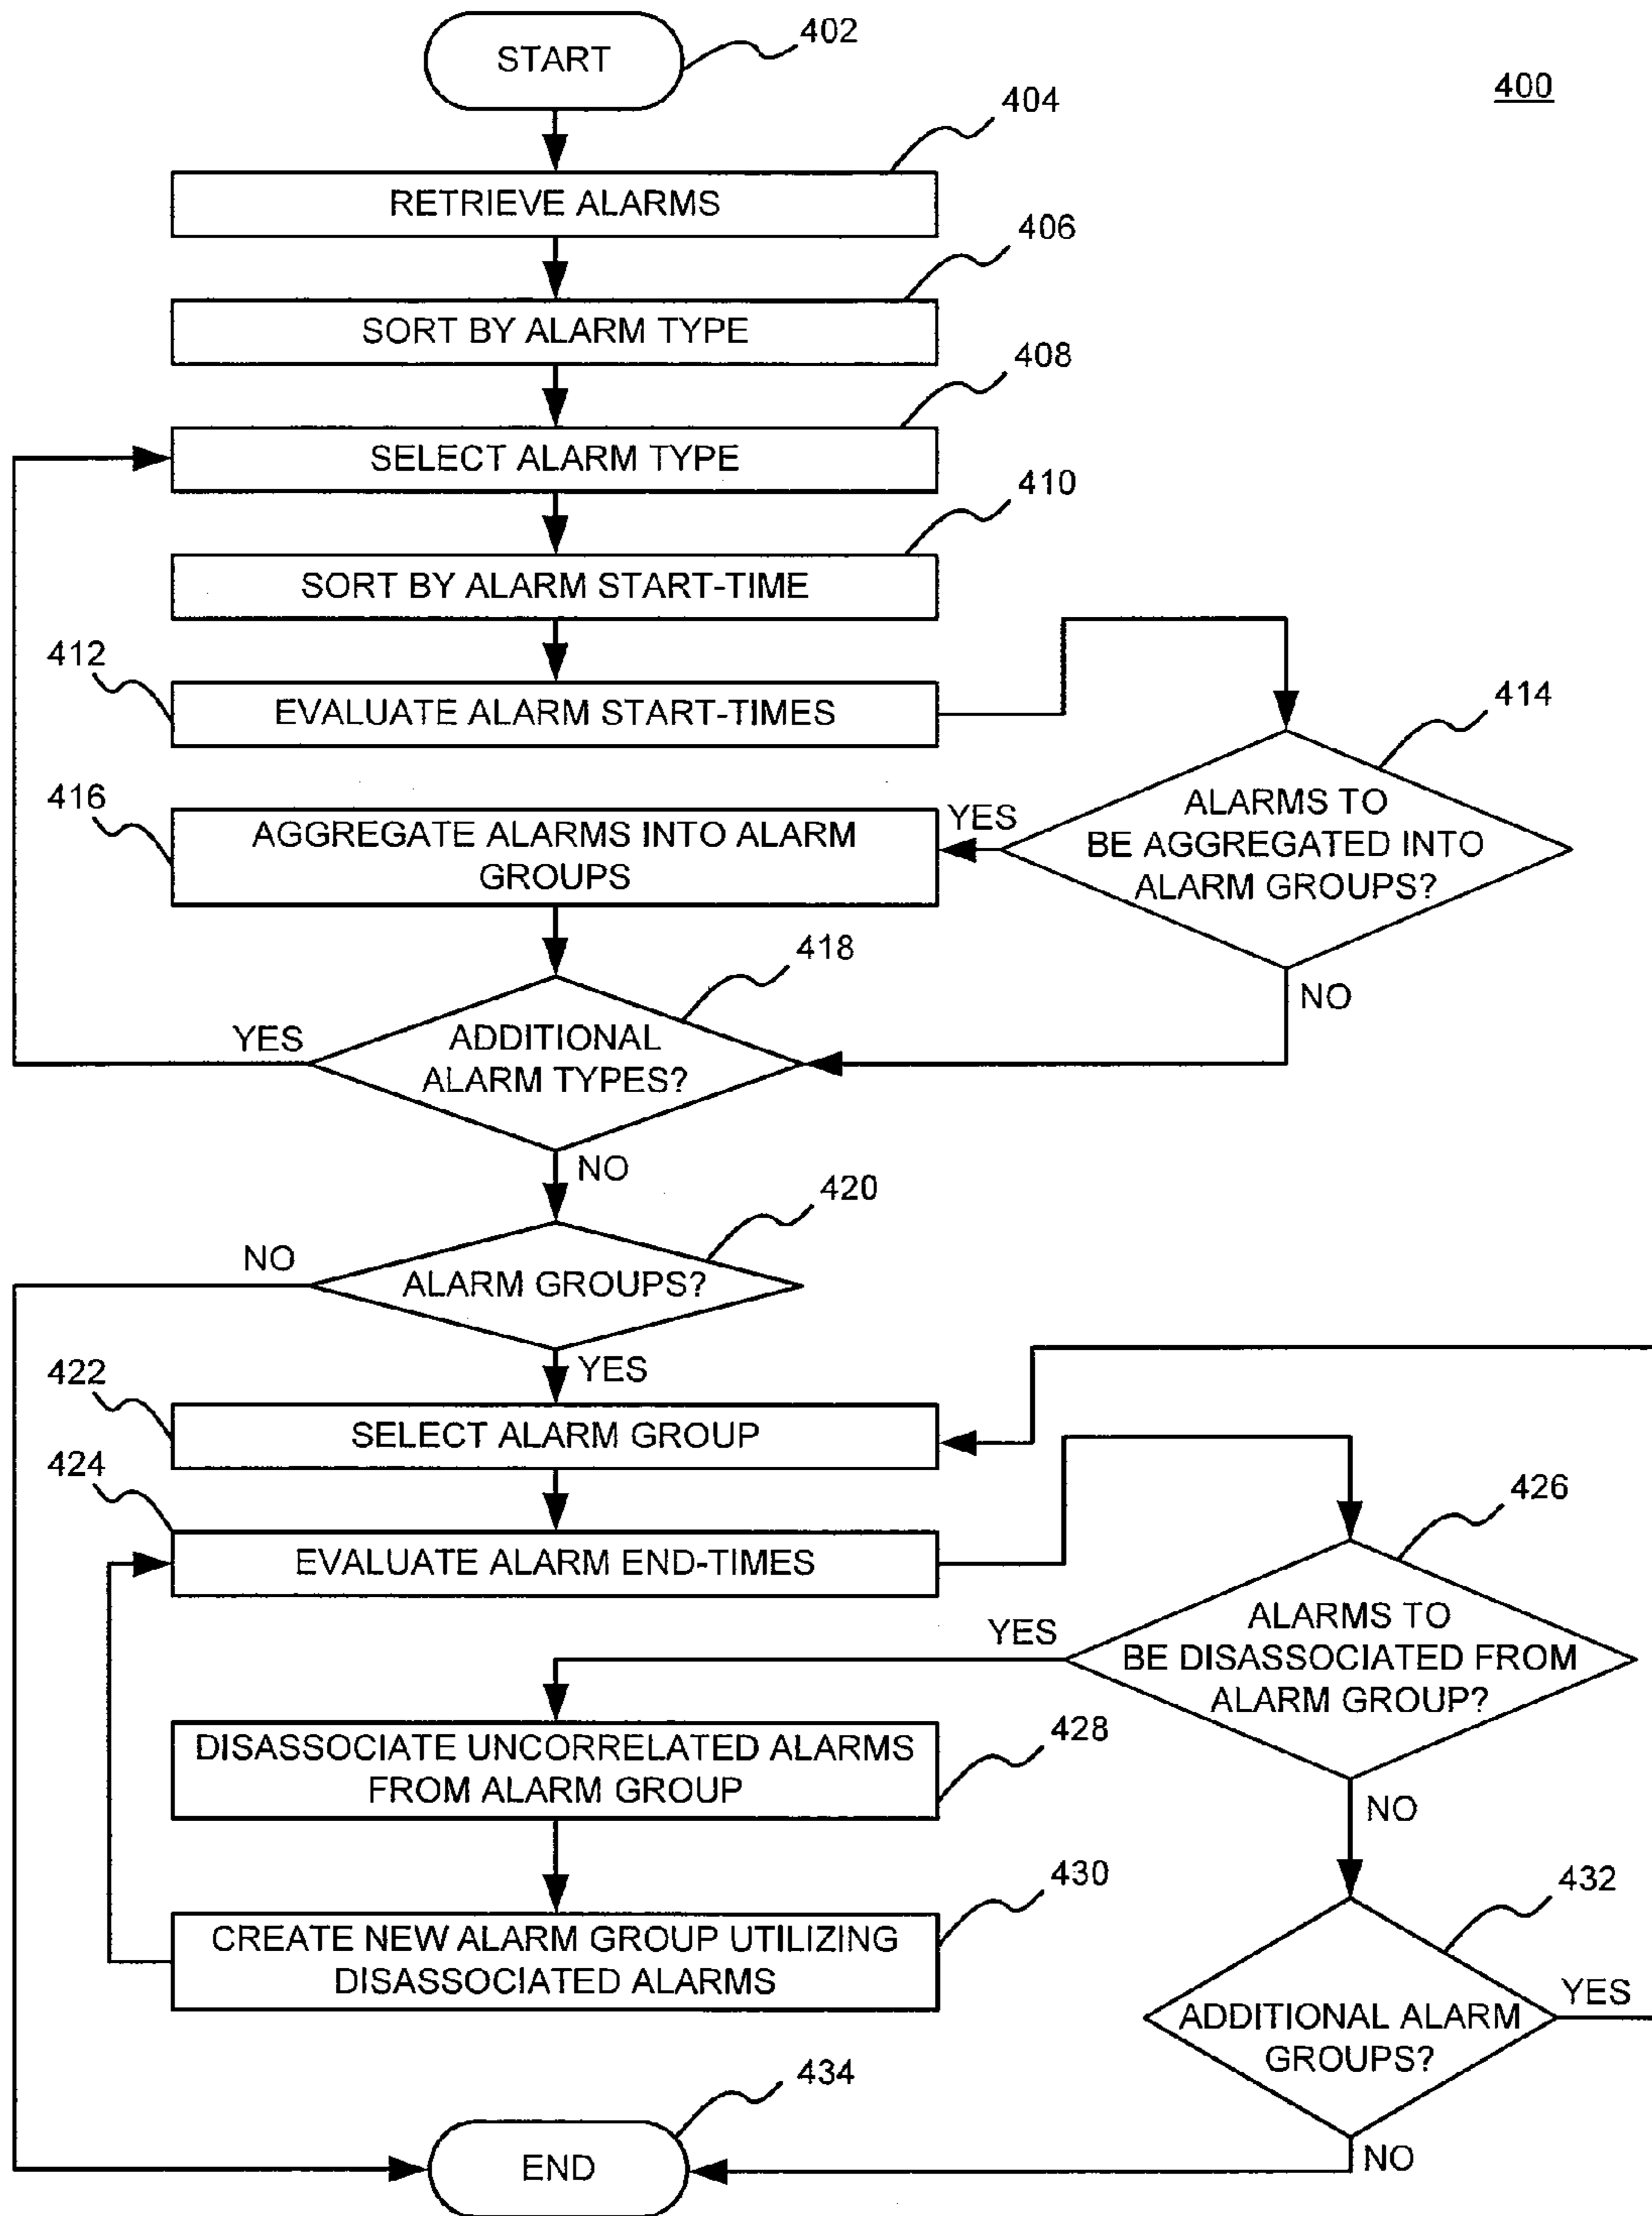 START
402
400
404
RETRIEVE ALARMS
406
SORT BY ALARM TYPE
408
SELECT ALARM TYPE
410
SORT BY ALARM START-TIME
412
EVALUATE ALARM START-TIMES
414
ALARMS TO
BE AGGREGATED INTO
ALARM GROUPS?
YES
NO
416
AGGREGATE ALARMS INTO ALARM
GROUPS
418
ADDITIONAL
ALARM TYPES?
YES
NO
420
ALARM GROUPS?
NO
YES
422
SELECT ALARM GROUP
424
EVALUATE ALARM END-TIMES
426
ALARMS TO
BE DISASSOCIATED FROM
ALARM GROUP?
YES
NO
428
DISASSOCIATE UNCORRELATED ALARMS
FROM ALARM GROUP
430
CREATE NEW ALARM GROUP UTILIZING
DISASSOCIATED ALARMS
432
ADDITIONAL ALARM
GROUPS?
YES
NO
434
END